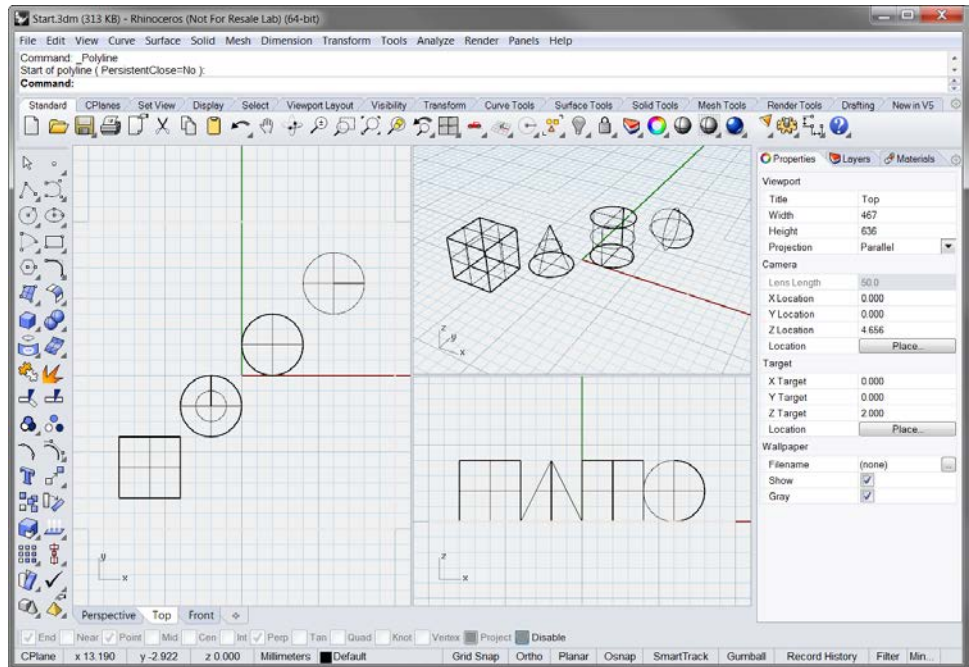 Start.3dm (313 KB) - Rhinoceros (Not For Resale Lab) (64-bit)
File Edit View Curve Surface Solid Mesh Dimension Transform Tools Analyze Render Panels Help
Command: _Polyline
Start of polyline ( PersistentClose=No ):
Command:
Standard CPlanes Set View Display Select Viewport Layout Visibility Transform Curve Tools Surface Tools Solid Tools Mesh Tools Render Tools Drafting New in V5
Properties Layers Materials
Viewport
Title Top
Width 467
Height 636
Projection Parallel
Camera
Lens Length 50.0
X Location 0.000
Y Location 0.000
Z Location 4.656
Location Place...
Target
X Target 0.000
Y Target 0.000
Z Target 2.000
Location Place...
Wallpaper
Filename (none) ...
Show
Gray
z
y
x
y
x
z
x
Perspective Top Front
End Near Point Mid Cen Int Perp Tan Quad Knot Vertex Project Disable
CPlane x 13.190 y -2.922 z 0.000 Millimeters Default Grid Snap Ortho Planar Osnap SmartTrack Gumball Record History Filter Min...